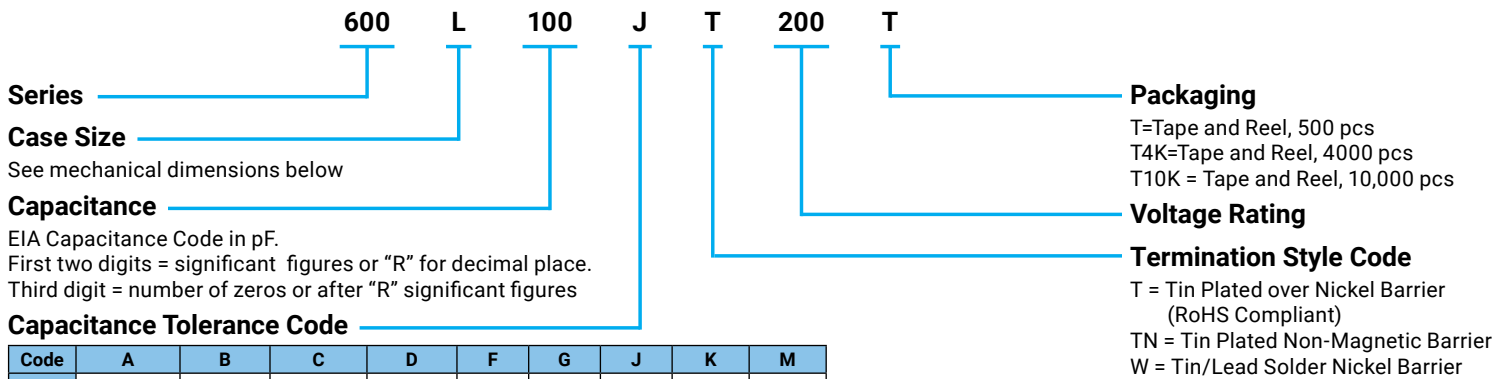 600 L 100 J T 200 T
Series
Case Size
See mechanical dimensions below
Capacitance
EIA Capacitance Code in pF.
First two digits = significant figures or “R” for decimal place.
Third digit = number of zeros or after “R” significant figures
Capacitance Tolerance Code
Code A B C D F G J K M
Packaging
T=Tape and Reel, 500 pcs
T4K=Tape and Reel, 4000 pcs
T10K = Tape and Reel, 10,000 pcs
Voltage Rating
Termination Style Code
T = Tin Plated over Nickel Barrier
(RoHS Compliant)
TN = Tin Plated Non-Magnetic Barrier
W = Tin/Lead Solder Nickel Barrier